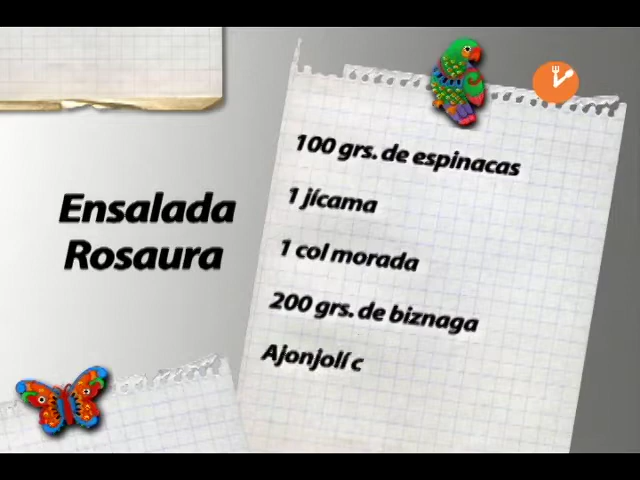 Ensalada
Rosaura
100 grs. de espinacas
1 jícama
1 col morada
200 grs. de biznaga
Ajonjolí c